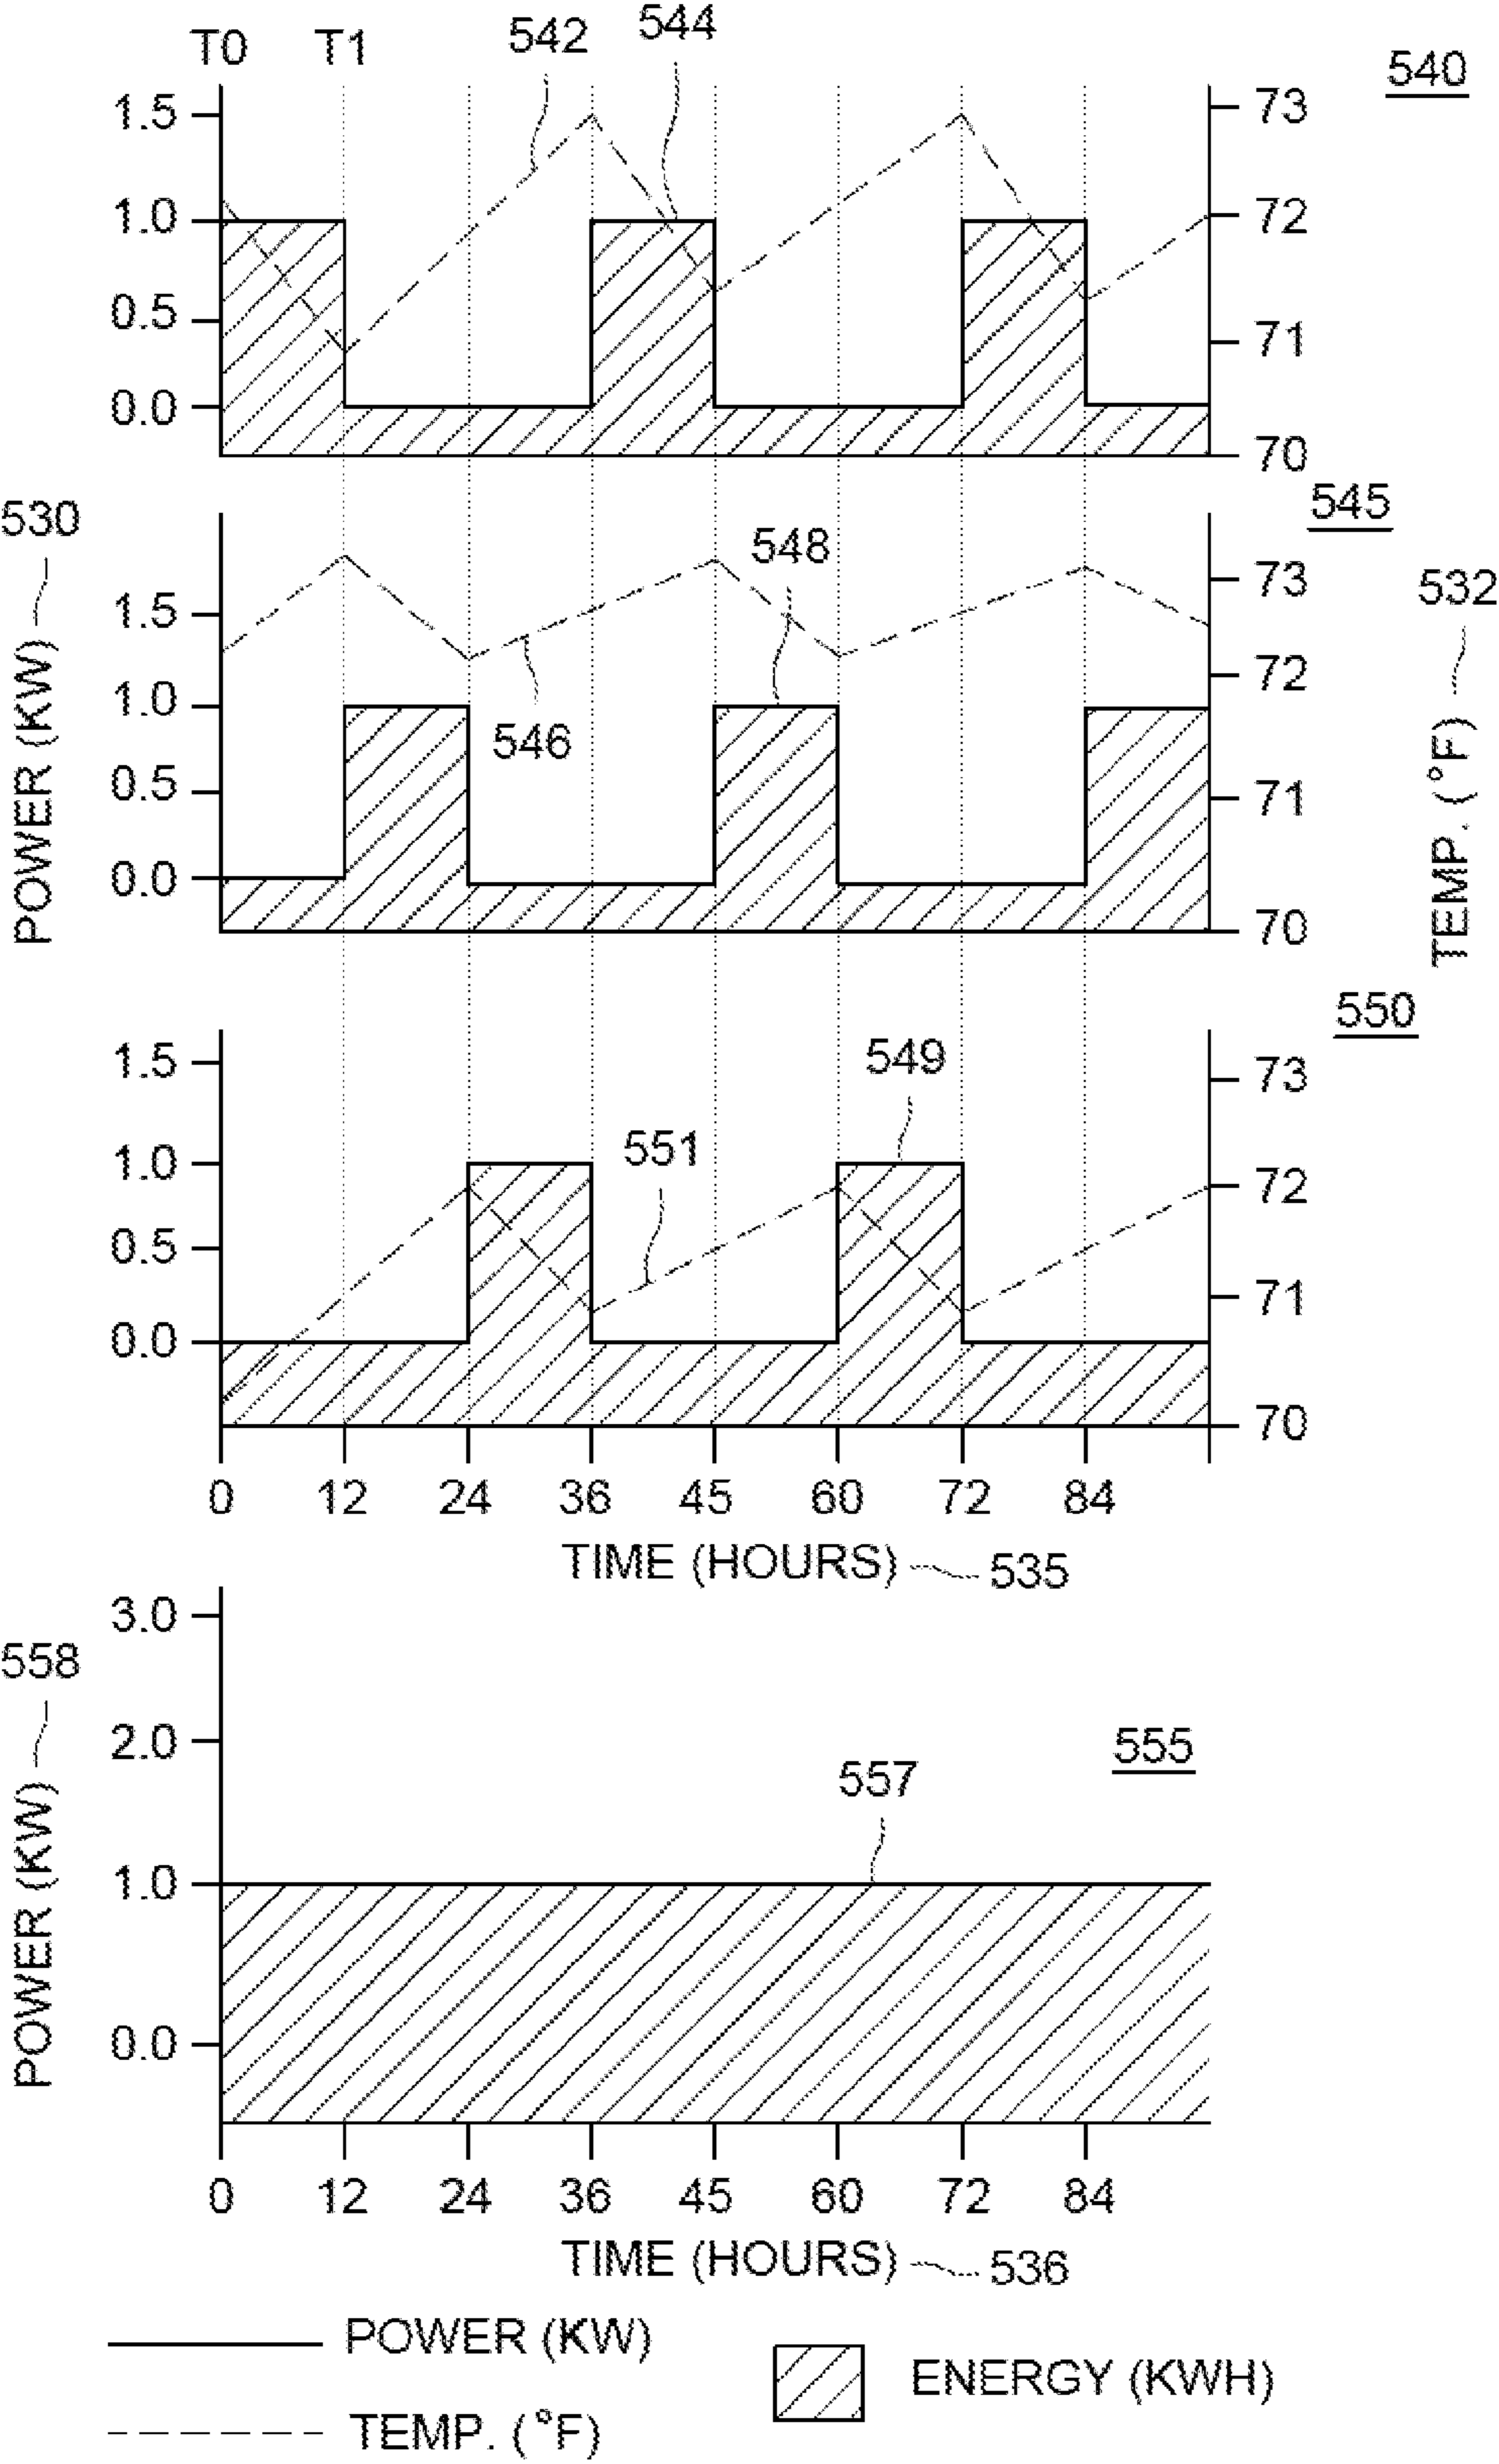 T0 T1 542 544 540
1.5 73
1.0 72
0.5 71
0.0 70
530 545
548
73
532
1.5
72
1.0
546
0.5 71
0.0
70
POWER (KW)
TEMP. (°F)
550
1.5 549 73
551
1.0 72
0.5 71
0.0
70
0 12 24 36 45 60 72 84
TIME (HOURS) 535
3.0
558
2.0 555
557
1.0
POWER (KW)
0.0
0 12 24 36 45 60 72 84
TIME (HOURS) 536
POWER (KW)
ENERGY (KWH)
TEMP. (°F)